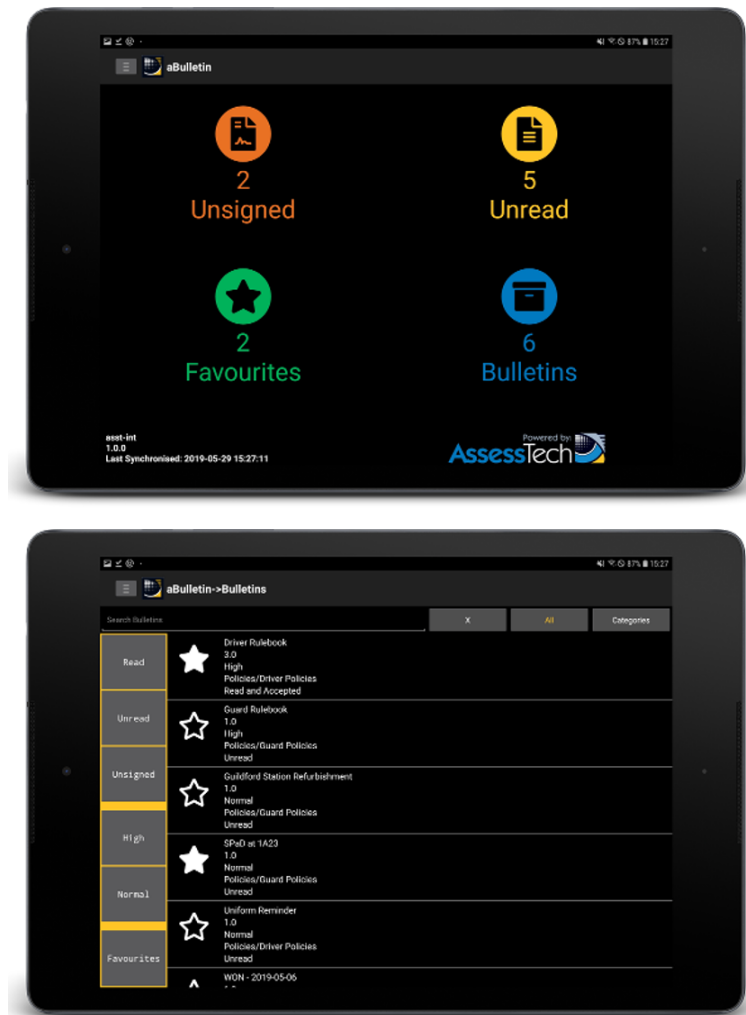 87% 15:27
aBulletin
2
Unsigned
5
Unread
2
Favourites
6
Bulletins
asst-int
1.0.0
Last Synchronised: 2019-05-29 15:27:11
Powered by:
AssessTech
87% 15:27
aBulletin->Bulletins
Search Bulletins
X
All
Categories
Read
Unread
Unsigned
High
Normal
Favourites
Driver Rulebook
3.0
High
Policies/Driver Policies
Read and Accepted
Guard Rulebook
1.0
High
Policies/Guard Policies
Unread
Guildford Station Refurbishment
1.0
Normal
Policies/Guard Policies
Unread
SPaD at 1A23
1.0
Normal
Policies/Guard Policies
Unread
Uniform Reminder
1.0
Normal
Policies/Driver Policies
Unread
WON - 2019-05-06